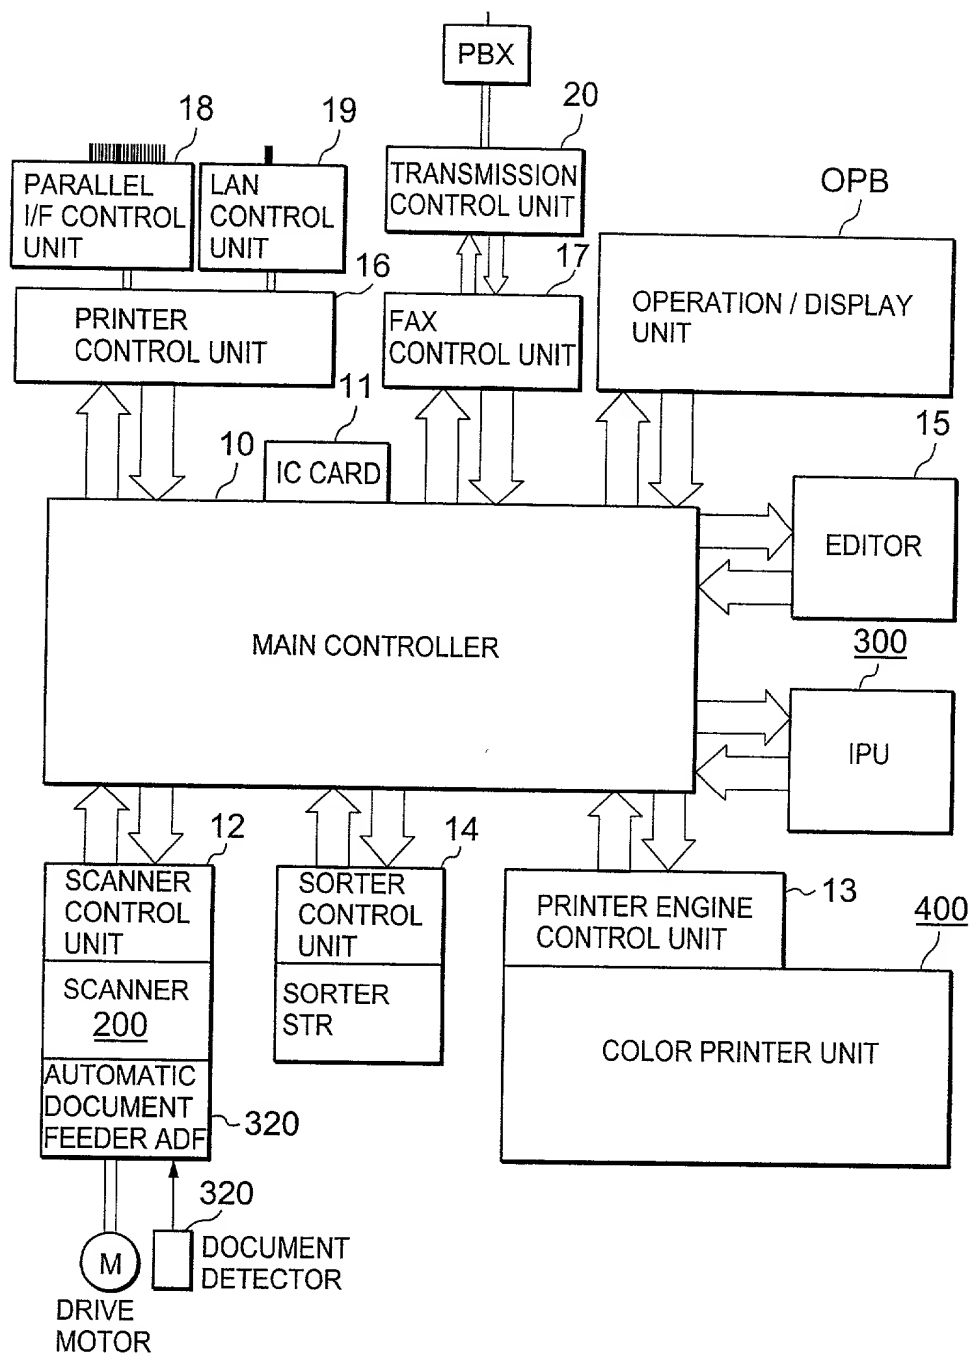 PBX
18
19
20
PARALLEL
I/F CONTROL
UNIT
LAN
CONTROL
UNIT
TRANSMISSION
CONTROL UNIT
OPB
16
17
PRINTER
CONTROL UNIT
FAX
CONTROL UNIT
OPERATION / DISPLAY
UNIT
11
10
IC CARD
15
EDITOR
MAIN CONTROLLER
300
IPU
12
14
13
400
SCANNER
CONTROL
UNIT
SORTER
CONTROL
UNIT
PRINTER ENGINE
CONTROL UNIT
SCANNER
200
SORTER
STR
COLOR PRINTER UNIT
AUTOMATIC
DOCUMENT
FEEDER ADF
320
320
M
DOCUMENT
DETECTOR
DRIVE
MOTOR